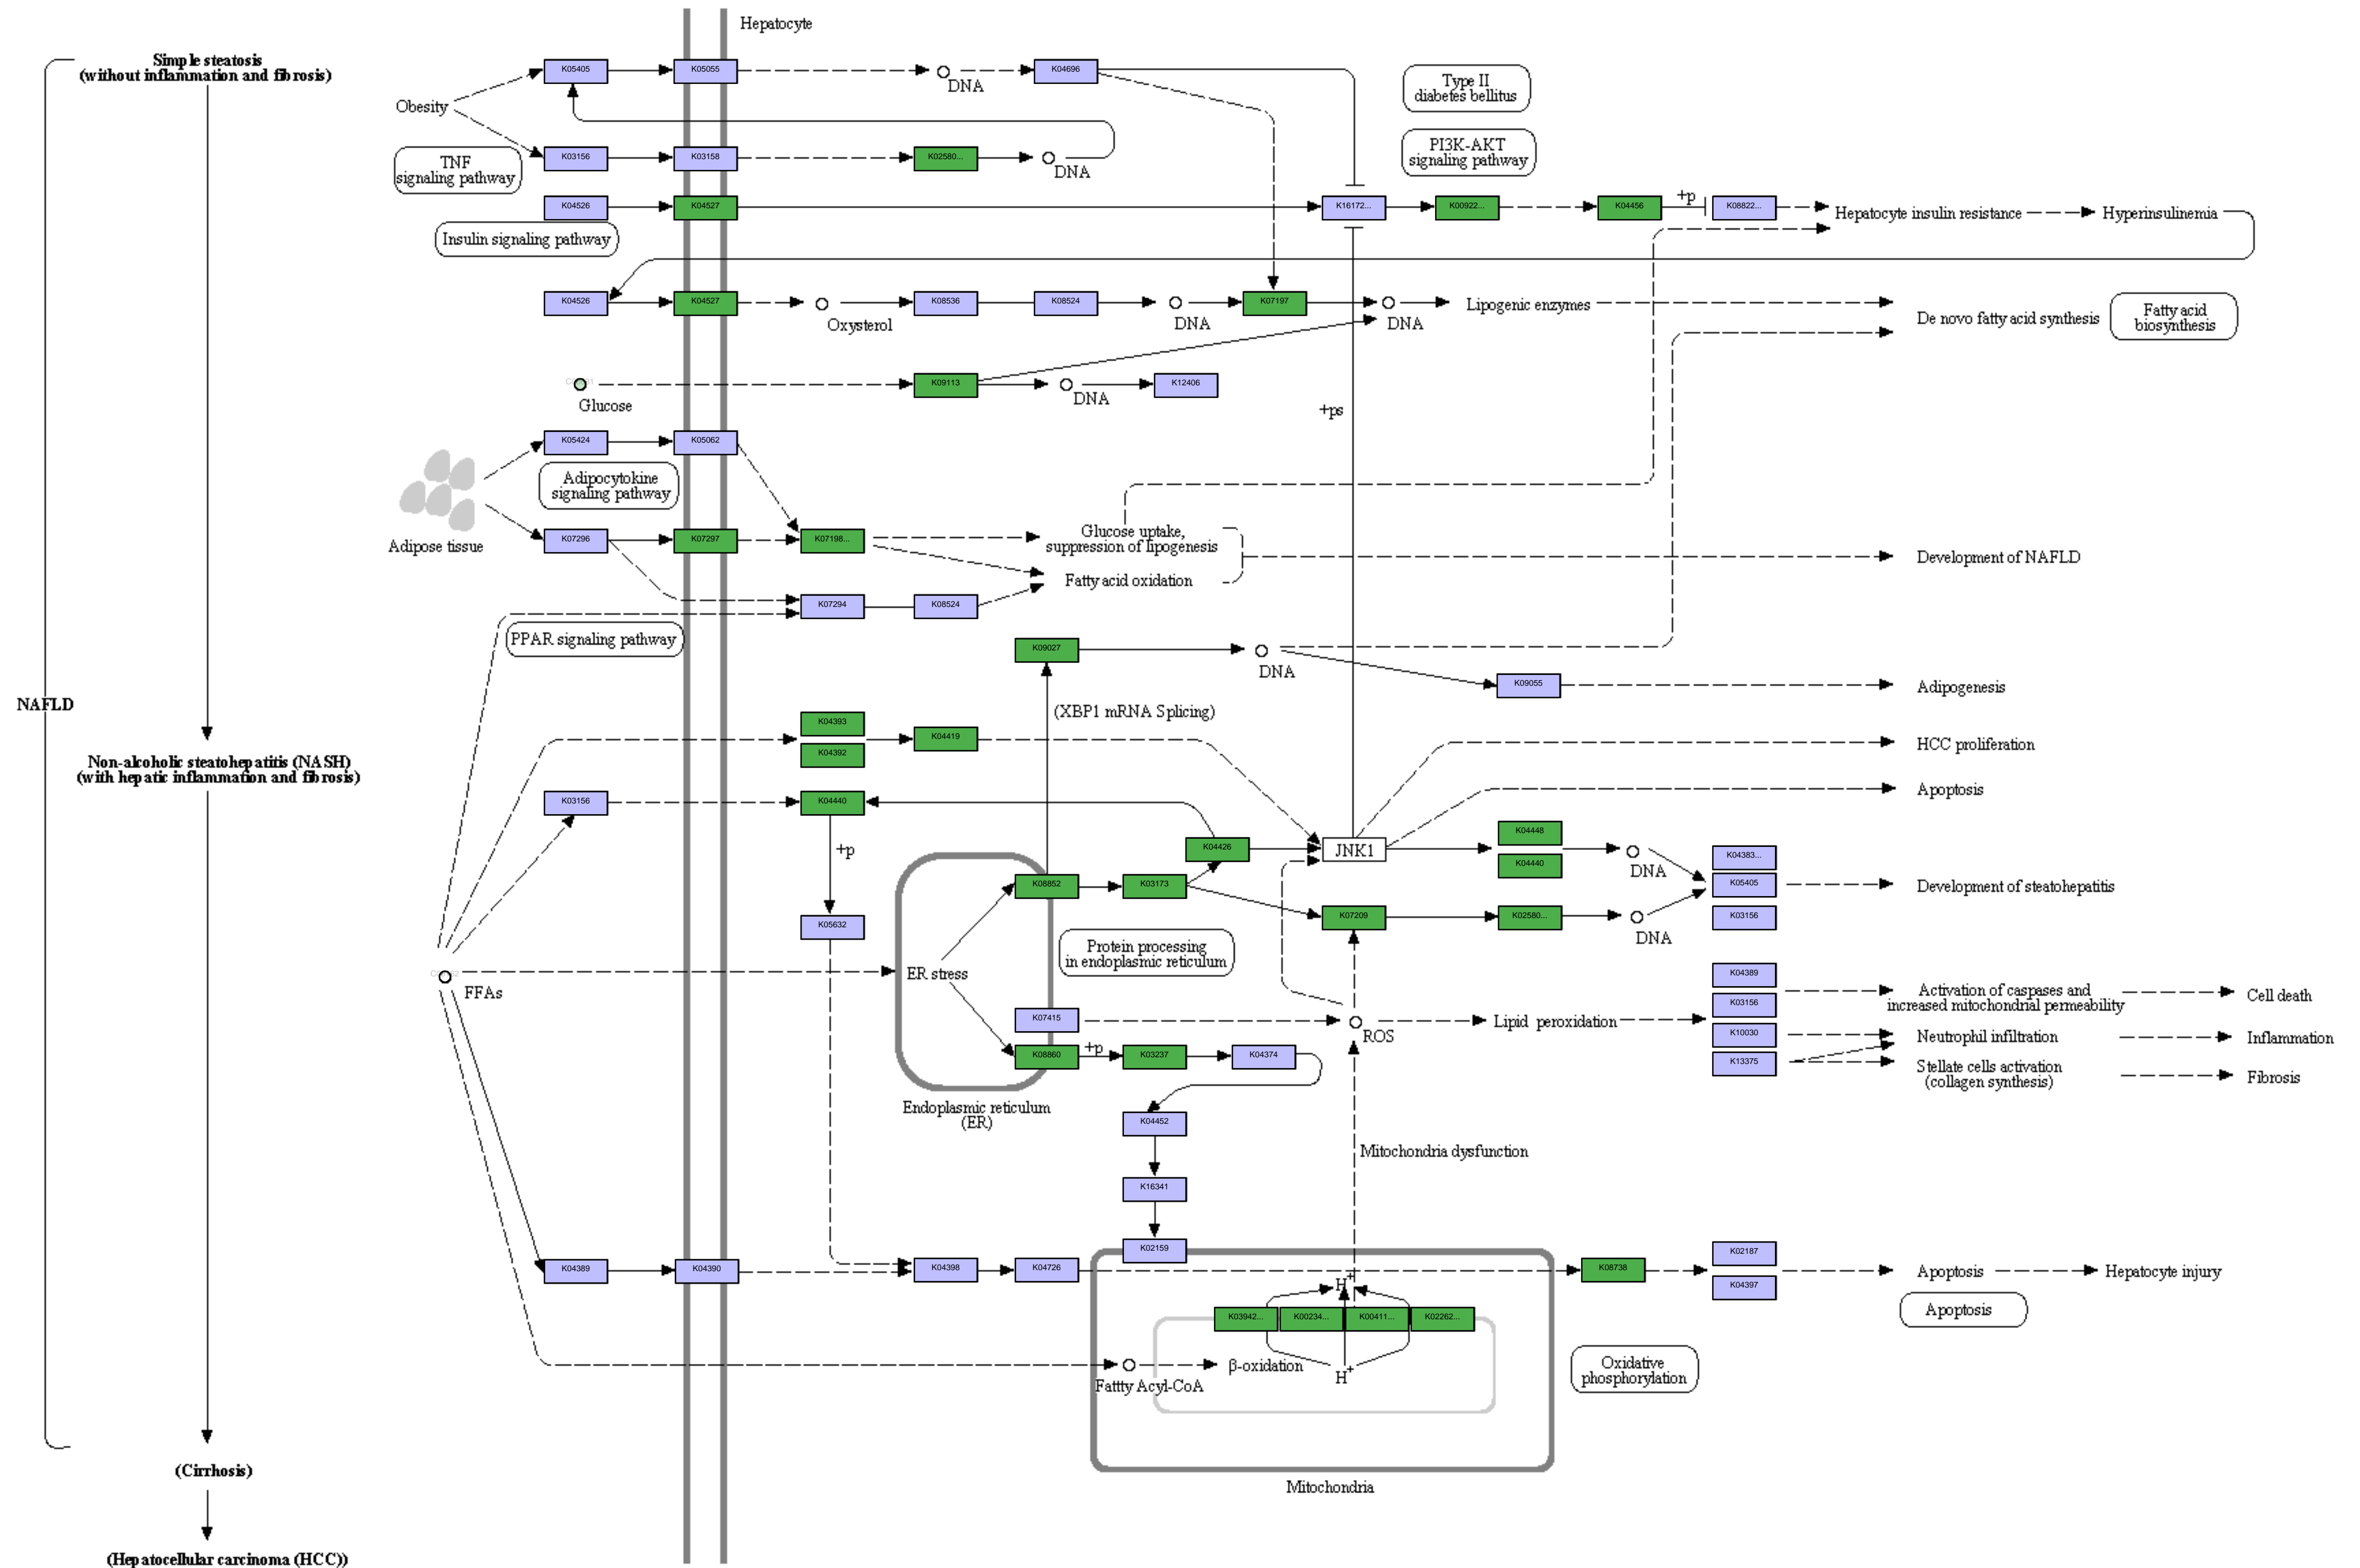 Hepatocyte
Simple steatosis
(without inflammation and fibrosis)
K05405
K05055
DNA
K04696
Type II
diabetes bellitus
Obesity
TNF
signaling pathway
K03156
K03158
K02580...
DNA
PI3K-AKT
signaling pathway
K04526
K04527
K16172...
K00922...
K04456
+p
K08822...
Hepatocyte insulin resistance
Hyperinsulinemia
Insulin signaling pathway
K04526
K04527
Oxysterol
K08536
K08524
DNA
K07197
DNA
Lipogenic enzymes
De novo fatty acid synthesis
Fatty acid
biosynthesis
Glucose
K09113
DNA
K12406
+ps
K05424
K05062
Adipocytokine
signaling pathway
Adipose tissue
K07296
K07297
K07198...
Glucose uptake,
suppression of lipogenesis
Fatty acid oxidation
Development of NAFLD
K07294
K08524
PPAR signaling pathway
K09027
DNA
K09055
Adipogenesis
NAFLD
(XBP1 mRNA Splicing)
K04393
K04392
K04419
HCC proliferation
Non-alcoholic steatohepatitis (NASH)
(with hepatic inflammation and fibrosis)
Apoptosis
K03156
K04440
+p
K04426
JNK1
K04448
K04440
DNA
K04383...
K05405
K03156
Development of steatohepatitis
K08852
K03173
K07209
K02580...
DNA
K05632
Protein processing
in endoplasmic reticulum
ER stress
FFAs
K07415
ROS
Lipid peroxidation
K04389
K03156
K10030
K13375
Activation of caspases and
increased mitochondrial permeability
Cell death
Neutrophil infiltration
Inflammation
Stellate cells activation
(collagen synthesis)
Fibrosis
K08860
+p
K03237
K04374
Endoplasmic reticulum
(ER)
K04452
Mitochondria dysfunction
K16341
K02159
K04389
K04390
K04398
K04726
K08738
K02187
K04397
Apoptosis
Hepatocyte injury
Apoptosis
H+
K03942...
K00234...
K00411...
K02262...
Fattty Acyl-CoA
β-oxidation
H+
Oxidative
phosphorylation
Mitochondria
(Cirrhosis)
(Hepatocellular carcinoma (HCC))